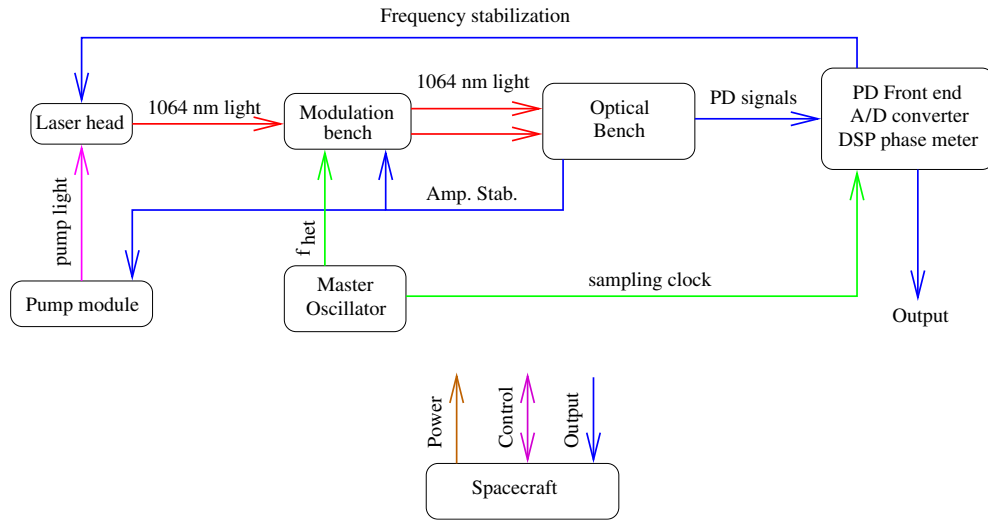 Frequency stabilization
1064 nm light
1064 nm light
PD signals
Laser head
Modulation
bench
Optical
Bench
PD Front end
A/D converter
DSP phase meter
pump light
Amp. Stab.
f het
Pump module
Master
Oscillator
sampling clock
Output
Power
Control
Output
Spacecraft